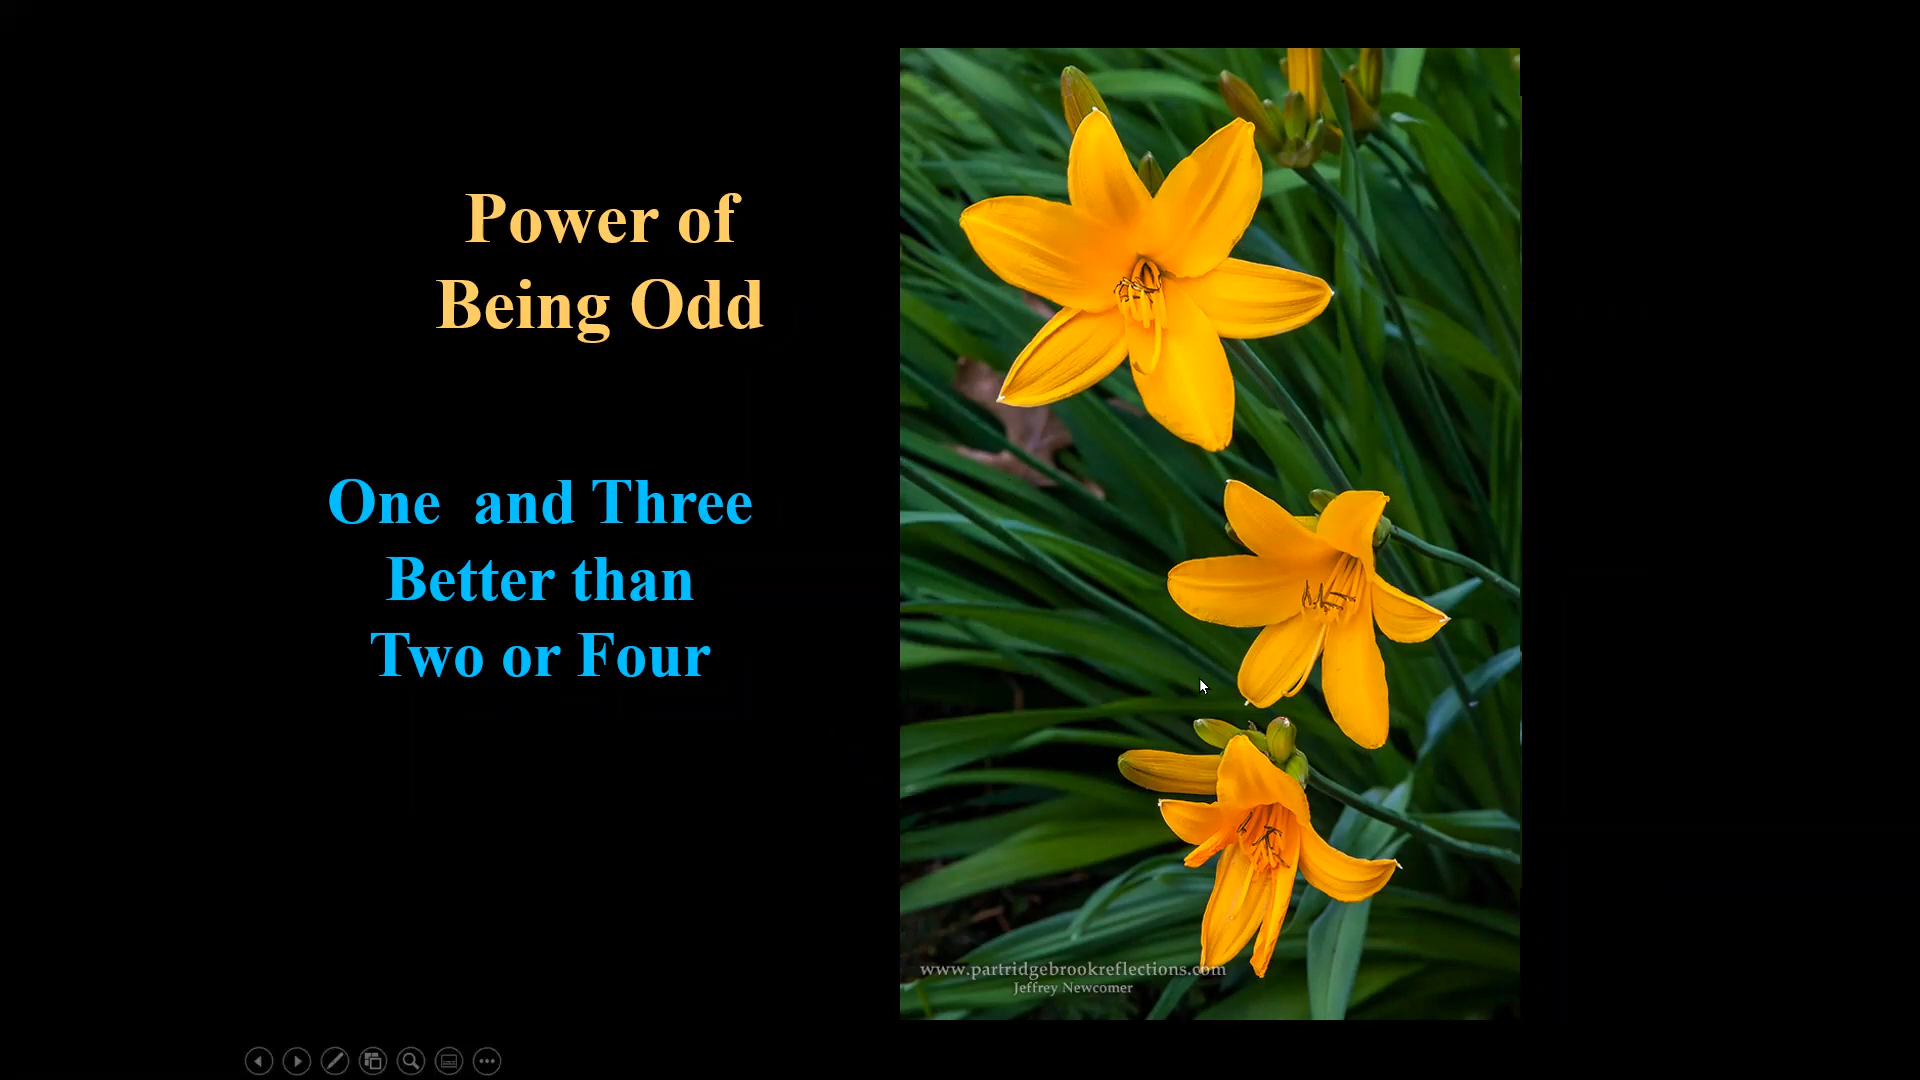 Power of
Being Odd
One and Three
Better than
Two or Four
www.partridgebrookreflections.com
Jeffrey Newcomer